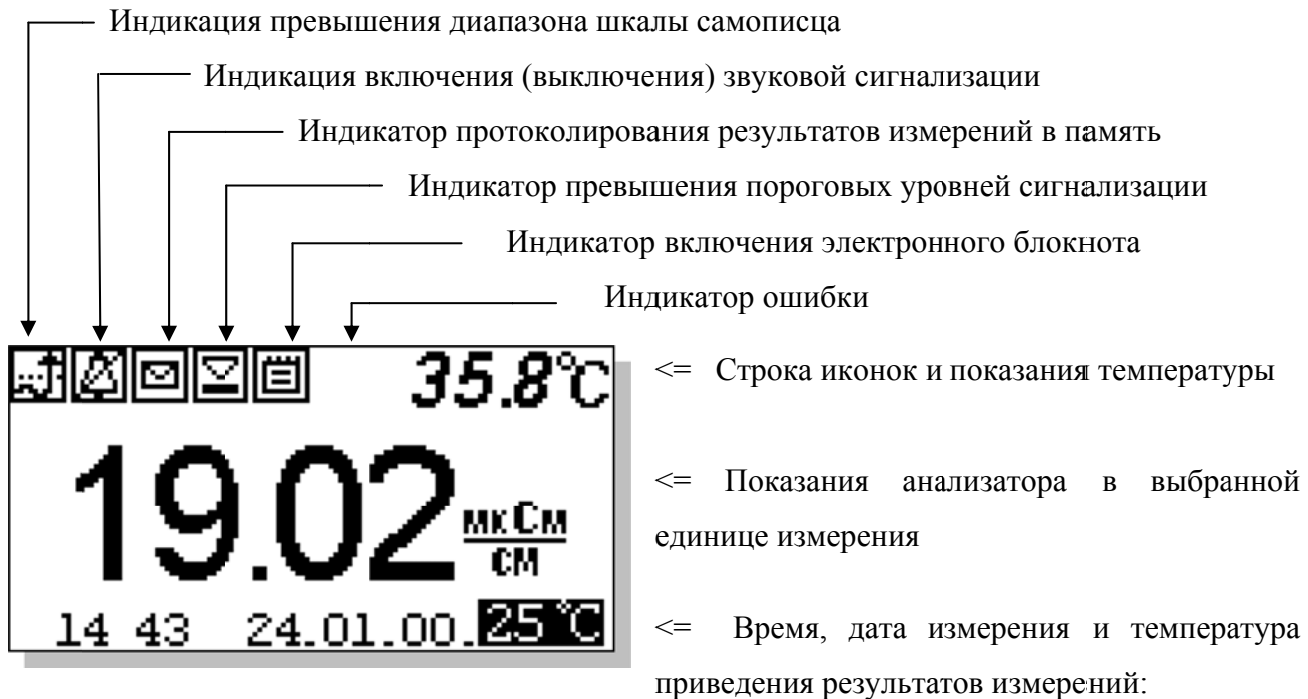 Индикация превышения диапазона шкалы самописца
Индикация включения (выключения) звуковой сигнализации
Индикатор протоколирования результатов измерений в память
Индикатор превышения пороговых уровней сигнализации
Индикатор включения электронного блокнота
Индикатор ошибки
35.8°C
<= Строка иконок и показания температуры
19.02 мкСм
см
<= Показания анализатора в выбранной
единице измерения
14 43 24.01.00. 25 °C
<= Время, дата измерения и температура
приведения результатов измерений: